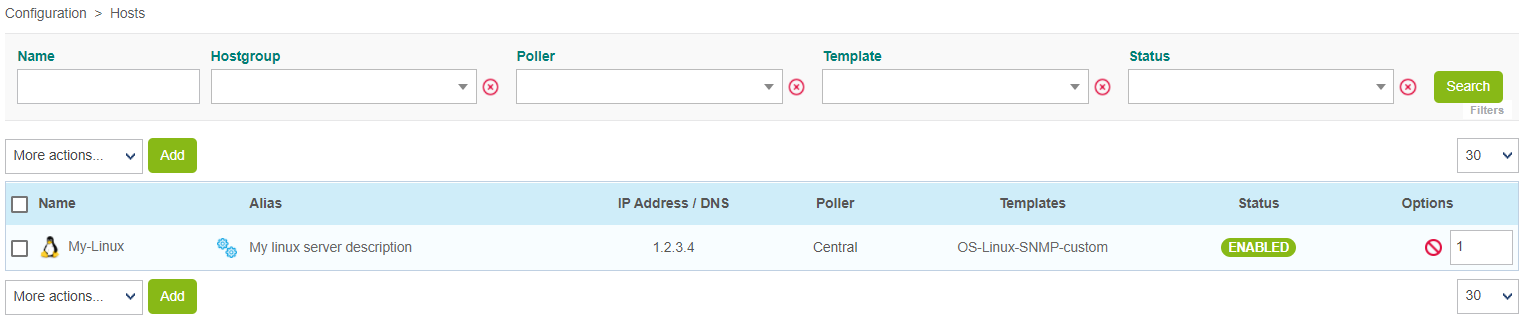 Configuration > Hosts
Name Hostgroup Poller Template Status
Search
Filters
More actions... Add 30
Name Alias IP Address / DNS Poller Templates Status Options
My-Linux My linux server description 1.2.3.4 Central OS-Linux-SNMP-custom ENABLED 1
More actions... Add 30